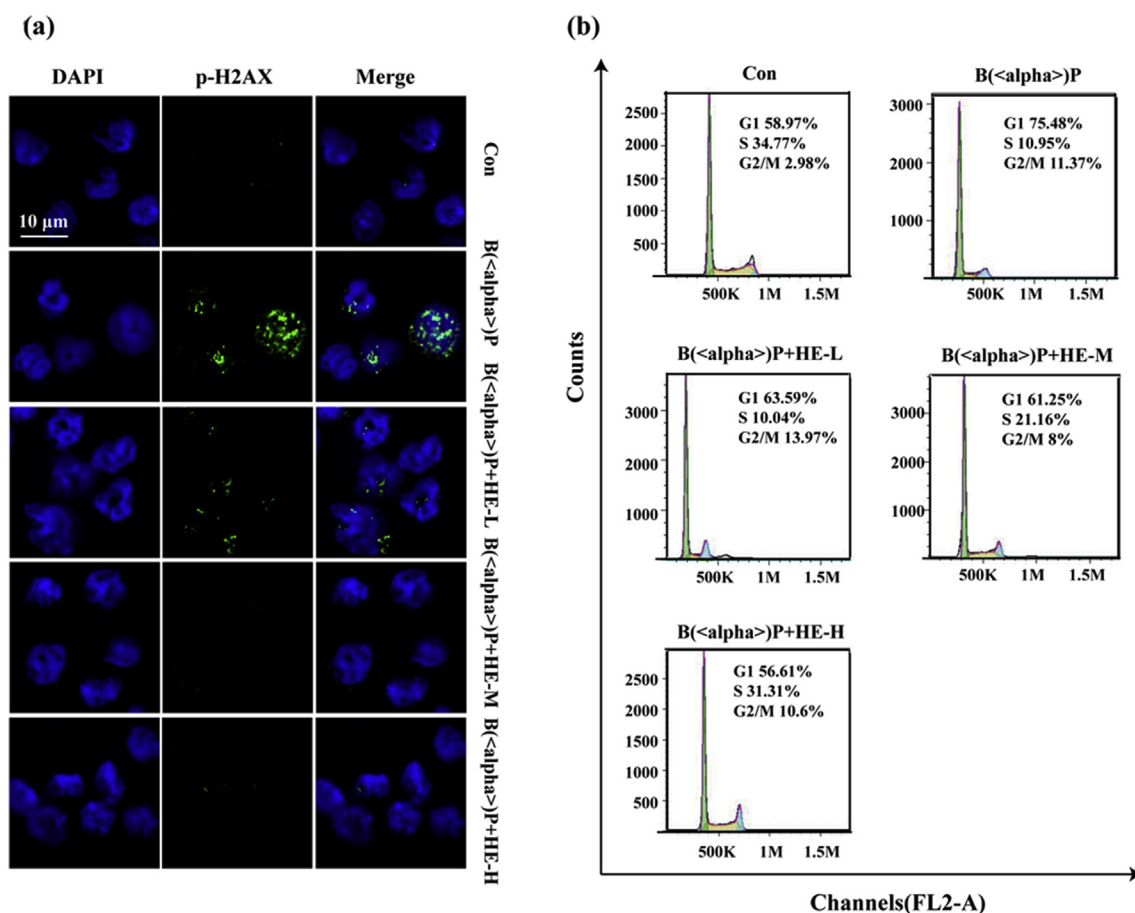 (a)
DAPI
p-H2AX
Merge
Con
10 µm
B(<alpha>)P
B(<alpha>)P+HE-L
B(<alpha>)P+HE-M
B(<alpha>)P+HE-H
(b)
Counts
Con
2500
2000
1500
1000
500
G1 58.97%
S 34.77%
G2/M 2.98%
500K 1M 1.5M
B(<alpha>)P
3000
2000
1000
G1 75.48%
S 10.95%
G2/M 11.37%
500K 1M 1.5M
B(<alpha>)P+HE-L
3000
2000
1000
G1 63.59%
S 10.04%
G2/M 13.97%
500K 1M 1.5M
B(<alpha>)P+HE-M
3000
2000
1000
G1 61.25%
S 21.16%
G2/M 8%
500K 1M 1.5M
B(<alpha>)P+HE-H
2500
2000
1500
1000
500
G1 56.61%
S 31.31%
G2/M 10.6%
500K 1M 1.5M
Channels(FL2-A)